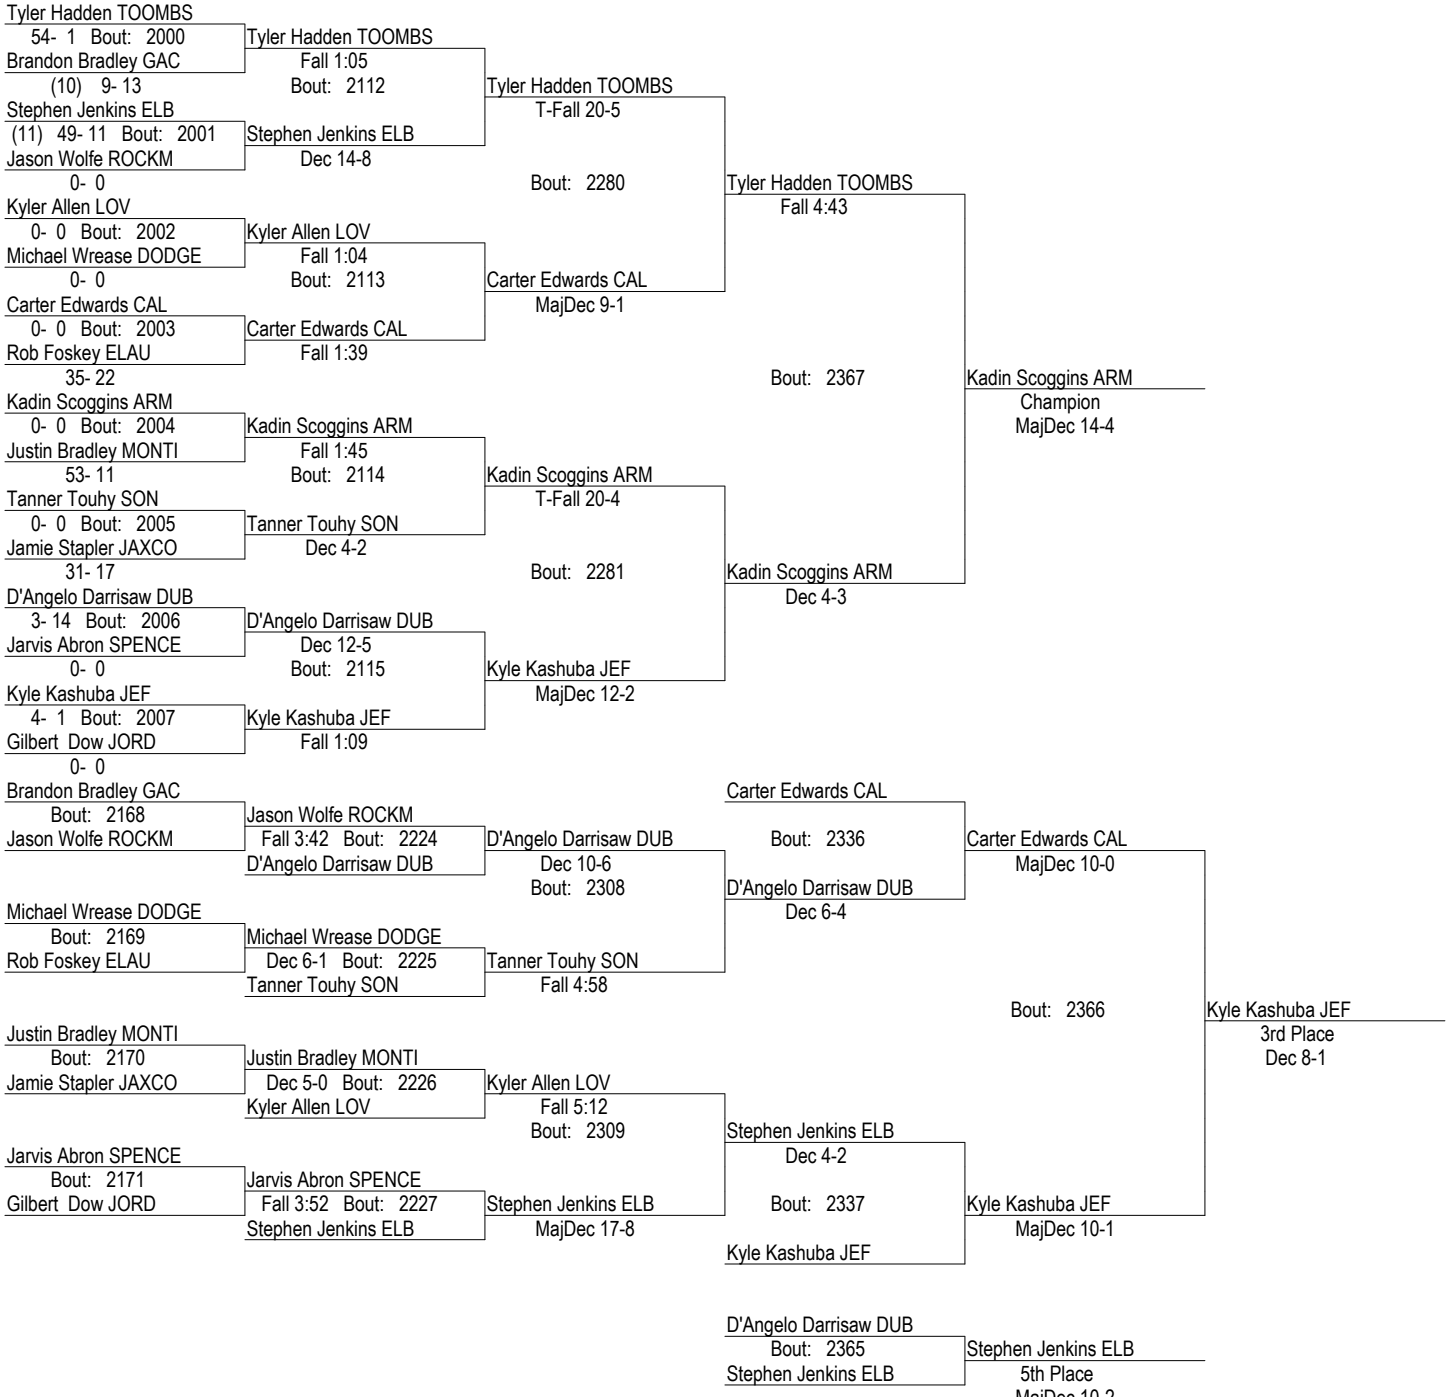 Tyler Hadden TOOMBS
54- 1 Bout: 2000 Tyler Hadden TOOMBS
Brandon Bradley GAC Fall 1:05
(10) 9- 13 Bout: 2112 Tyler Hadden TOOMBS
Stephen Jenkins ELB T-Fall 20-5
(11) 49- 11 Bout: 2001 Stephen Jenkins ELB
Jason Wolfe ROCKM Dec 14-8
0- 0 Bout: 2280 Tyler Hadden TOOMBS
Kyler Allen LOV Fall 4:43
0- 0 Bout: 2002 Kyler Allen LOV
Michael Wrease DODGE Fall 1:04
0- 0 Bout: 2113 Carter Edwards CAL
Carter Edwards CAL MajDec 9-1
0- 0 Bout: 2003 Carter Edwards CAL
Rob Foskey ELAU Fall 1:39
35- 22 Bout: 2367 Kadin Scoggins ARM
Kadin Scoggins ARM Champion
0- 0 Bout: 2004 Kadin Scoggins ARM MajDec 14-4
Justin Bradley MONTI Fall 1:45
53- 11 Bout: 2114 Kadin Scoggins ARM
Tanner Touhy SON T-Fall 20-4
0- 0 Bout: 2005 Tanner Touhy SON
Jamie Stapler JAXCO Dec 4-2
31- 17 Bout: 2281 Kadin Scoggins ARM
D'Angelo Darrisaw DUB Dec 4-3
3- 14 Bout: 2006 D'Angelo Darrisaw DUB
Jarvis Abron SPENCE Dec 12-5
0- 0 Bout: 2115 Kyle Kashuba JEF
Kyle Kashuba JEF MajDec 12-2
4- 1 Bout: 2007 Kyle Kashuba JEF
Gilbert Dow JORD Fall 1:09
0- 0
Brandon Bradley GAC Carter Edwards CAL
Bout: 2168 Jason Wolfe ROCKM
Jason Wolfe ROCKM Fall 3:42 Bout: 2224 D'Angelo Darrisaw DUB Bout: 2336 Carter Edwards CAL
D'Angelo Darrisaw DUB Dec 10-6 MajDec 10-0
Bout: 2308 D'Angelo Darrisaw DUB
Michael Wrease DODGE Dec 6-4
Bout: 2169 Michael Wrease DODGE
Rob Foskey ELAU Dec 6-1 Bout: 2225 Tanner Touhy SON
Tanner Touhy SON Fall 4:58
Bout: 2366 Kyle Kashuba JEF
Justin Bradley MONTI 3rd Place
Bout: 2170 Justin Bradley MONTI Dec 8-1
Jamie Stapler JAXCO Dec 5-0 Bout: 2226 Kyler Allen LOV
Kyler Allen LOV Fall 5:12
Bout: 2309 Stephen Jenkins ELB
Jarvis Abron SPENCE Dec 4-2
Bout: 2171 Jarvis Abron SPENCE
Gilbert Dow JORD Fall 3:52 Bout: 2227 Stephen Jenkins ELB Bout: 2337 Kyle Kashuba JEF
Stephen Jenkins ELB MajDec 17-8 MajDec 10-1
Kyle Kashuba JEF
D'Angelo Darrisaw DUB
Bout: 2365 Stephen Jenkins ELB
Stephen Jenkins ELB 5th Place
MajDec 10-2